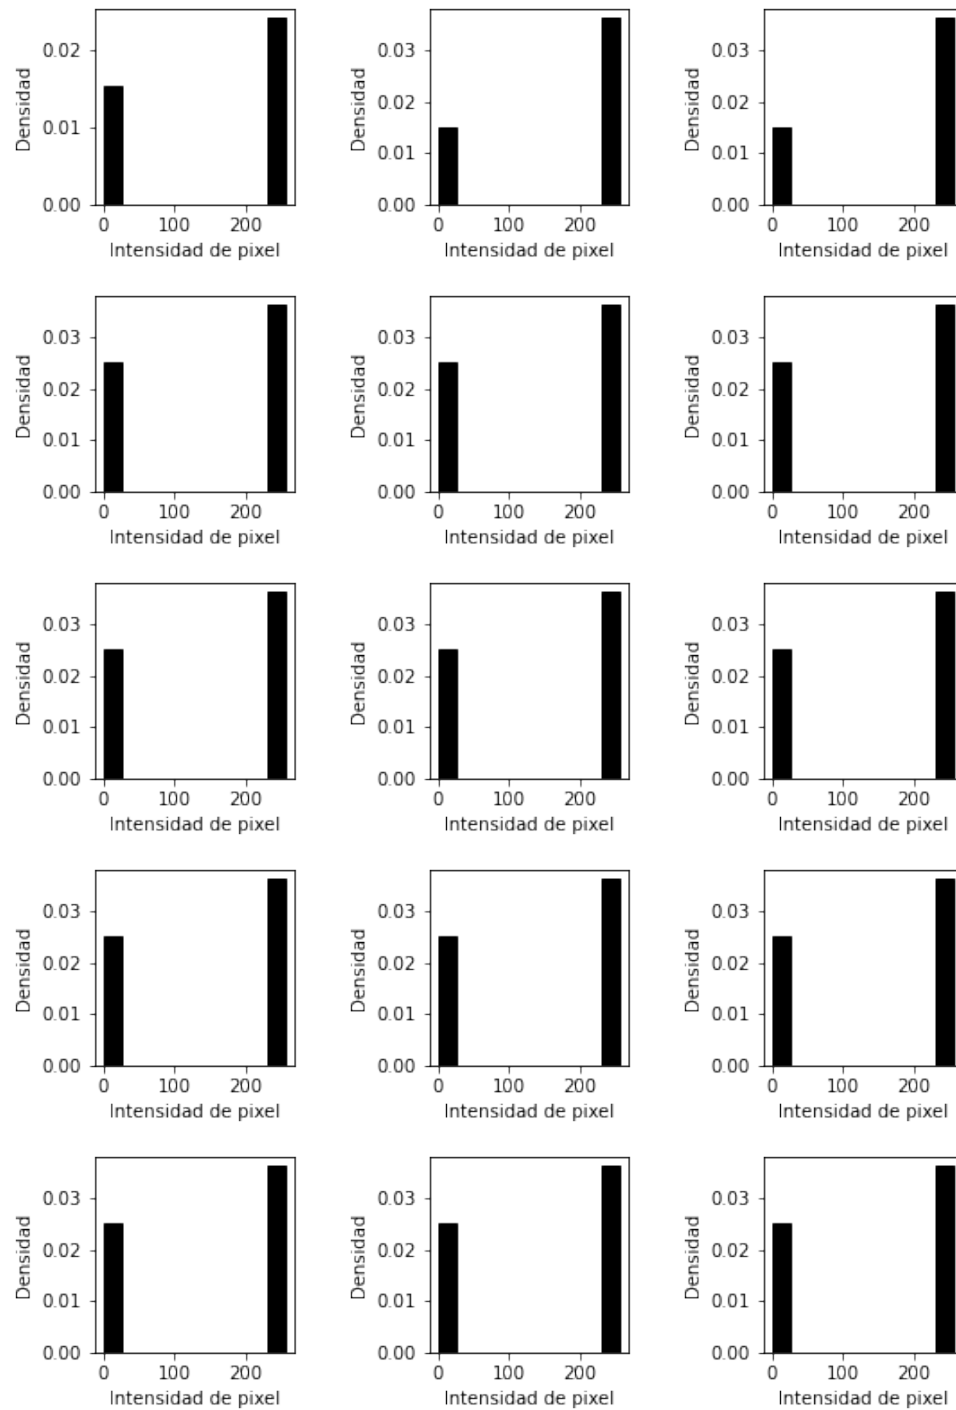 0.02 0.03 0.03
0.02 0.02
0.01
0.01 0.01
0.00 0.00 0.00
Densidad Densidad Densidad
0 100 200 0 100 200 0 100 200
Intensidad de pixel Intensidad de pixel Intensidad de pixel
0.03 0.03 0.03
0.02 0.02 0.02
0.01 0.01 0.01
0.00 0.00 0.00
Densidad Densidad Densidad
0 100 200 0 100 200 0 100 200
Intensidad de pixel Intensidad de pixel Intensidad de pixel
0.03 0.03 0.03
0.02 0.02 0.02
0.01 0.01 0.01
0.00 0.00 0.00
Densidad Densidad Densidad
0 100 200 0 100 200 0 100 200
Intensidad de pixel Intensidad de pixel Intensidad de pixel
0.03 0.03 0.03
0.02 0.02 0.02
0.01 0.01 0.01
0.00 0.00 0.00
Densidad Densidad Densidad
0 100 200 0 100 200 0 100 200
Intensidad de pixel Intensidad de pixel Intensidad de pixel
0.03 0.03 0.03
0.02 0.02 0.02
0.01 0.01 0.01
0.00 0.00 0.00
Densidad Densidad Densidad
0 100 200 0 100 200 0 100 200
Intensidad de pixel Intensidad de pixel Intensidad de pixel